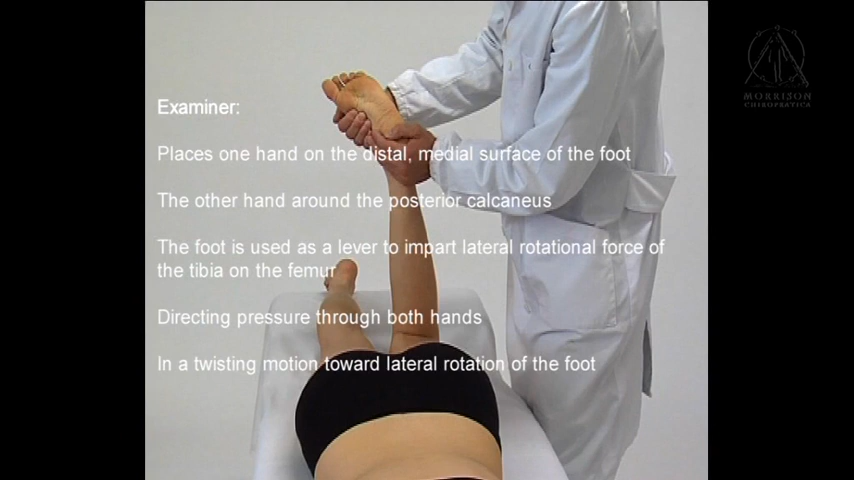 MORRISON
CHIROPRACTICA
Examiner:
Places one hand on the distal, medial surface of the foot
The other hand around the posterior calcaneus
The foot is used as a lever to impart lateral rotational force of
the tibia on the femur
Directing pressure through both hands
In a twisting motion toward lateral rotation of the foot